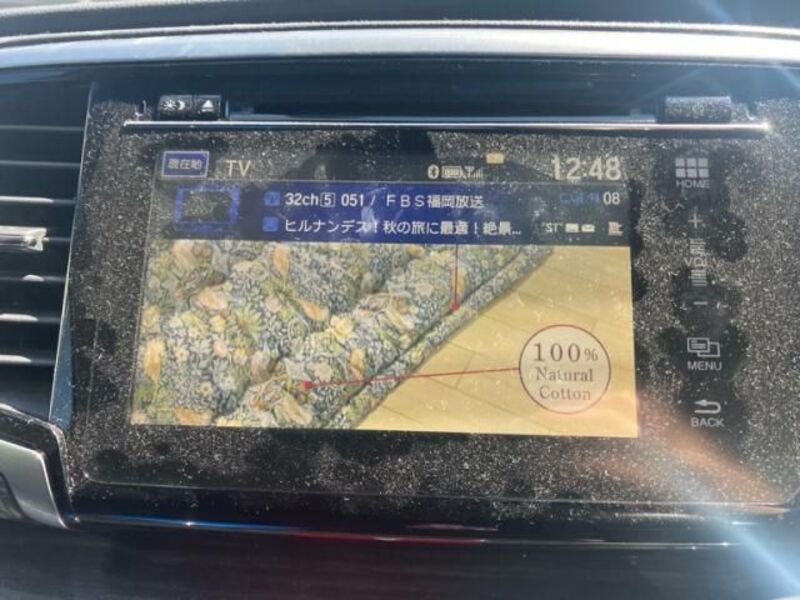 現在地 TV 12:48
32ch 5 051 / FBS福岡放送 08
ヒルナンデス！秋の旅に最適！絶景... ST
100%
Natural
Cotton
HOME
+
VOL
-
MENU
BACK